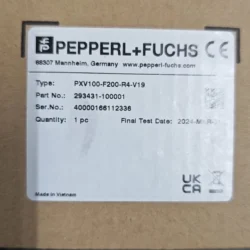 PEPPERL+FUCHS CE
68307 Mannheim, Germany www.pepperl-fuchs.com
Type: PXV100-F200-R4-V19
Part No.: 293431-100001
Ser.No.: 40000166112336
Quantity: 1 pc Final Test Date:
UK
CA
Made in Vietnam